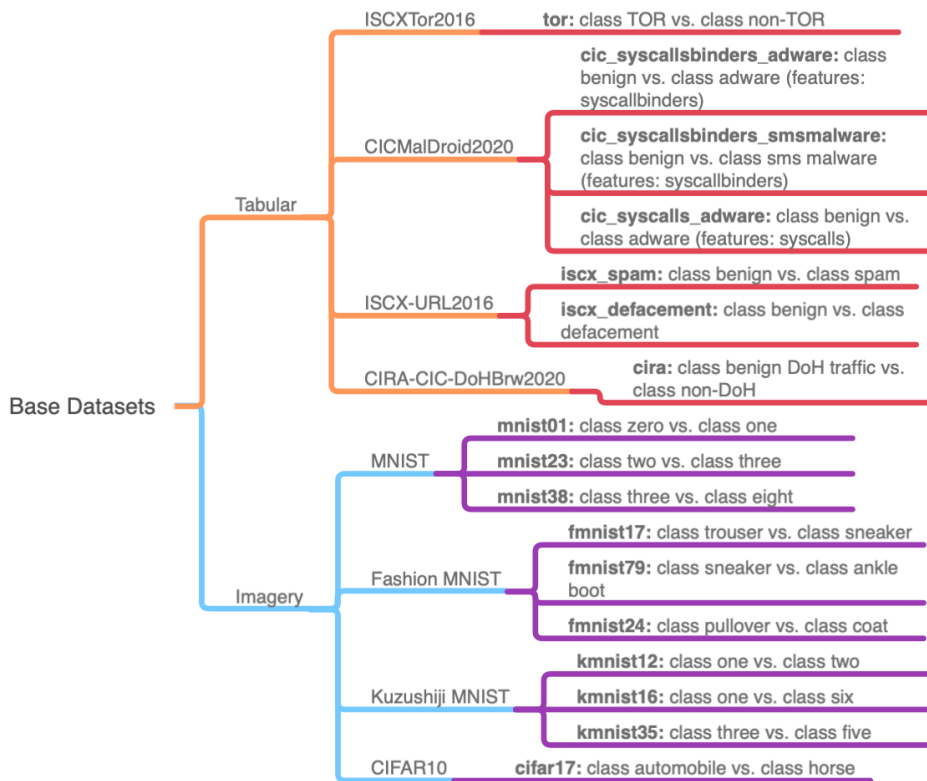 Base Datasets
Tabular
ISCXTor2016
tor: class TOR vs. class non-TOR
CICMalDroid2020
cic_syscallsbinders_adware: class
benign vs. class adware (features:
syscallbinders)
cic_syscallsbinders_smsmalware:
class benign vs. class sms malware
(features: syscallbinders)
cic_syscalls_adware: class benign vs.
class adware (features: syscalls)
ISCX-URL2016
iscx_spam: class benign vs. class spam
iscx_defacement: class benign vs. class
defacement
CIRA-CIC-DoHBrw2020
cira: class benign DoH traffic vs.
class non-DoH
Imagery
MNIST
mnist01: class zero vs. class one
mnist23: class two vs. class three
mnist38: class three vs. class eight
Fashion MNIST
fmnist17: class trouser vs. class sneaker
fmnist79: class sneaker vs. class ankle
boot
fmnist24: class pullover vs. class coat
Kuzushiji MNIST
kmnist12: class one vs. class two
kmnist16: class one vs. class six
kmnist35: class three vs. class five
CIFAR10
cifar17: class automobile vs. class horse